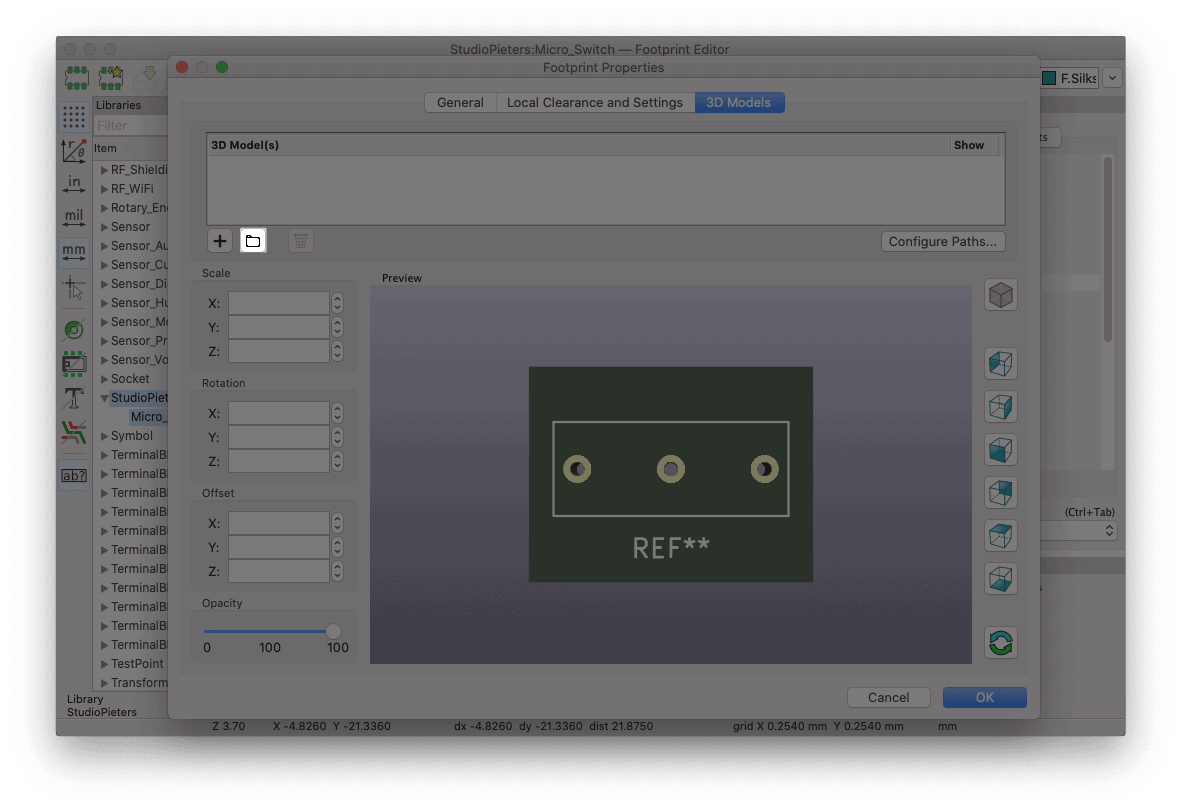 StudioPieters:Micro_Switch — Footprint Editor
Footprint Properties
F.Silks
Libraries
Filter
Item
RF_Shieldi
RF_WiFi
Rotary_En
Sensor
Sensor_Au
Sensor_Cu
Sensor_Di
Sensor_Hu
Sensor_Mo
Sensor_Pr
Sensor_Vo
Socket
StudioPiet
Micro_
Symbol
TerminalBl
TerminalBl
TerminalBl
TerminalBl
TerminalBl
TerminalBl
TerminalBl
TerminalBl
TerminalBl
TerminalBl
TerminalBl
TestPoint
Transform
in
mil
mm
ab?
General
Local Clearance and Settings
3D Models
3D Model(s)
Show
Configure Paths...
Scale
X:
Y:
Z:
Rotation
X:
Y:
Z:
Offset
X:
Y:
Z:
Opacity
0 100 100
Preview
REF**
Cancel
OK
ts
(Ctrl+Tab)
Library
StudioPieters
Z 3.70 X -4.8260 Y -21.3360 dx -4.8260 dy -21.3360 dist 21.8750 grid X 0.2540 mm Y 0.2540 mm mm